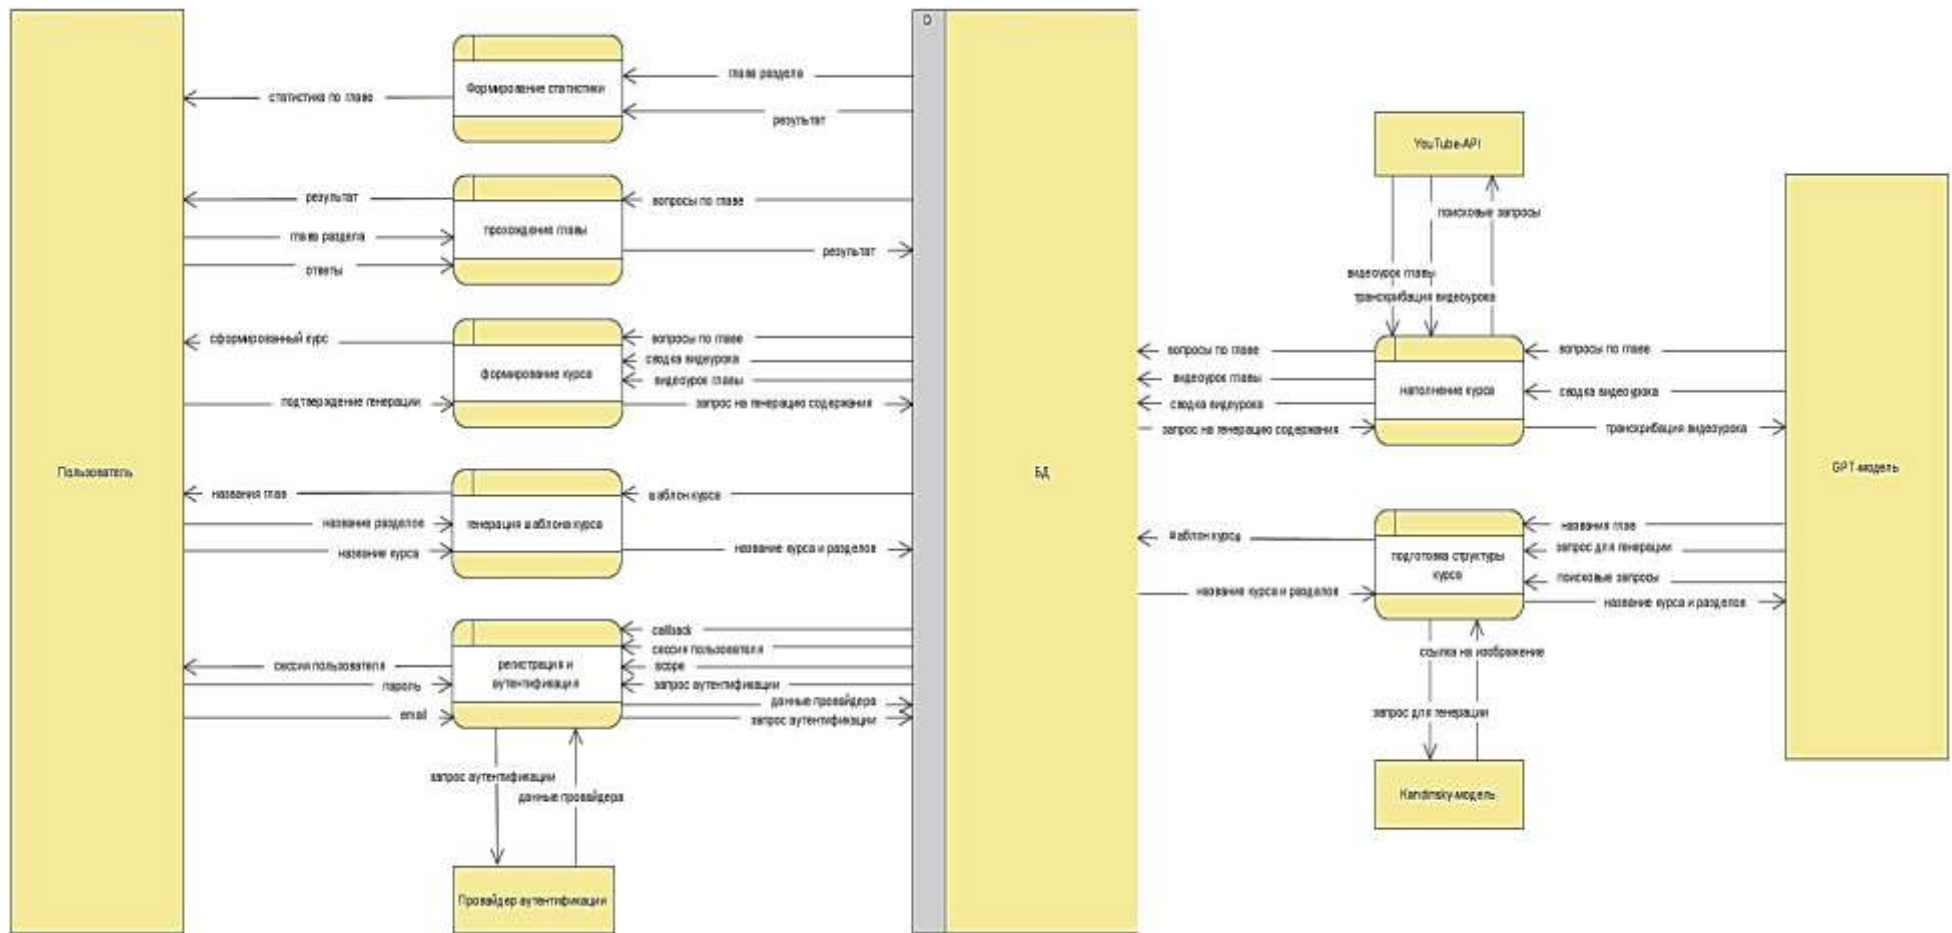 D
глава раздела
Формирование статистики
статистика по главе
результат
YouTube-API
результат
вопросы по главе
поисковые запросы
прохождение главы
глава раздела
результат
ответы
видеоурок главы
транскрибация видеоурока
сформированный курс
вопросы по главе
сводка видеурока
видеоурок главы
формирование курса
подтверждение генерации
запрос на генерацию содержания
вопросы по главе
видеоурок главы
сводка видеурока
запрос на генерацию содержания
наполнение курса
вопросы по главе
сводка видеоурока
транскрибация видеоурока
Пользователь
БД
GPT-модель
названия глав
шаблон курса
название разделов
генерация шаблона курса
название курса
название курса и разделов
шаблон курса
название курса и разделов
подготовка структуры
курса
названия глав
запрос для генерации
поисковые запросы
название курса и разделов
callback
сессия пользователя
scope
запрос аутентификации
данные провайдера
запрос аутентификации
регистрация и
аутентификация
сессия пользователя
пароль
email
ссылка на изображение
запрос для генерации
запрос аутентификации
данные провайдера
Kandinsky-модель
Провайдер аутентификации